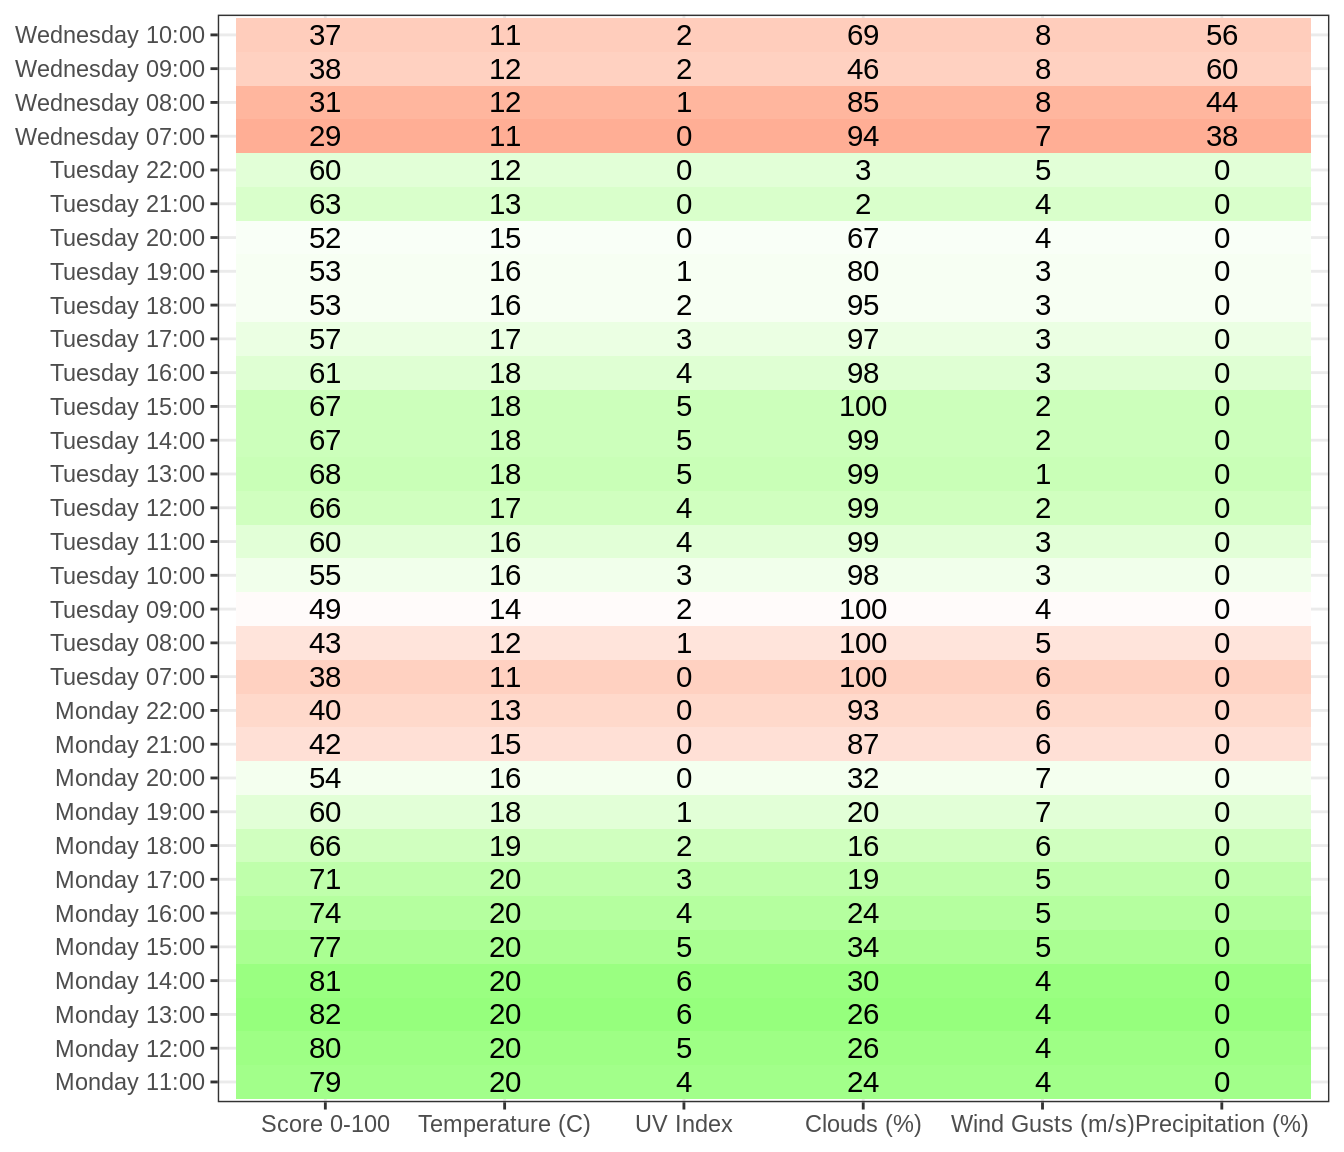 Wednesday 10:00 37 11 2 69 8 56
Wednesday 09:00 38 12 2 46 8 60
Wednesday 08:00 31 12 1 85 8 44
Wednesday 07:00 29 11 0 94 7 38
Tuesday 22:00 60 12 0 3 5 0
Tuesday 21:00 63 13 0 2 4 0
Tuesday 20:00 52 15 0 67 4 0
Tuesday 19:00 53 16 1 80 3 0
Tuesday 18:00 53 16 2 95 3 0
Tuesday 17:00 57 17 3 97 3 0
Tuesday 16:00 61 18 4 98 3 0
Tuesday 15:00 67 18 5 100 2 0
Tuesday 14:00 67 18 5 99 2 0
Tuesday 13:00 68 18 5 99 1 0
Tuesday 12:00 66 17 4 99 2 0
Tuesday 11:00 60 16 4 99 3 0
Tuesday 10:00 55 16 3 98 3 0
Tuesday 09:00 49 14 2 100 4 0
Tuesday 08:00 43 12 1 100 5 0
Tuesday 07:00 38 11 0 100 6 0
Monday 22:00 40 13 0 93 6 0
Monday 21:00 42 15 0 87 6 0
Monday 20:00 54 16 0 32 7 0
Monday 19:00 60 18 1 20 7 0
Monday 18:00 66 19 2 16 6 0
Monday 17:00 71 20 3 19 5 0
Monday 16:00 74 20 4 24 5 0
Monday 15:00 77 20 5 34 5 0
Monday 14:00 81 20 6 30 4 0
Monday 13:00 82 20 6 26 4 0
Monday 12:00 80 20 5 26 4 0
Monday 11:00 79 20 4 24 4 0
Score 0-100 Temperature (C) UV Index Clouds (%) Wind Gusts (m/s) Precipitation (%)